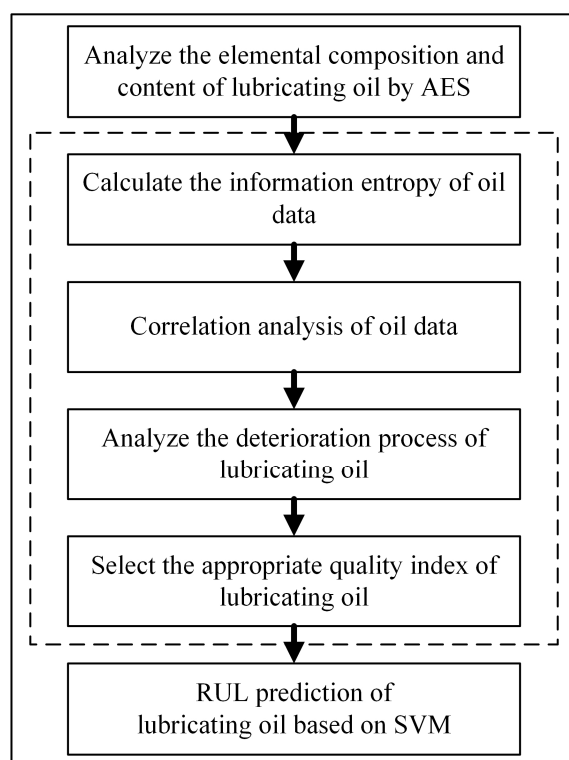 Analyze the elemental composition and
content of lubricating oil by AES
Calculate the information entropy of oil
data
Correlation analysis of oil data
Analyze the deterioration process of
lubricating oil
Select the appropriate quality index of
lubricating oil
RUL prediction of
lubricating oil based on SVM